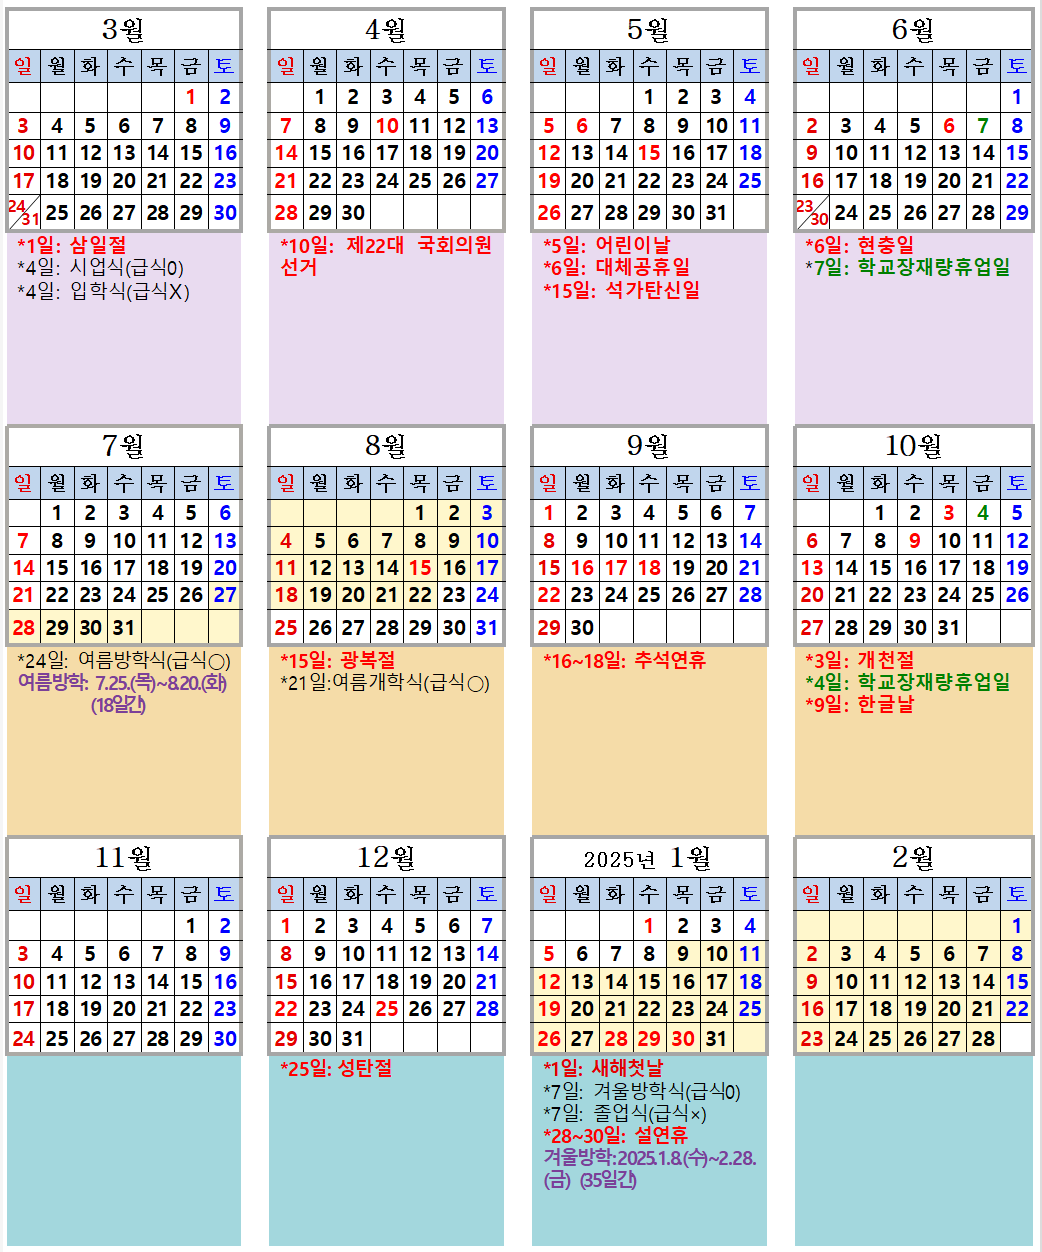 3월
일 월 화 수 목 금 토
1 2
3 4 5 6 7 8 9
10 11 12 13 14 15 16
17 18 19 20 21 22 23
24/31 25 26 27 28 29 30
*1일: 삼일절
*4일: 시업식(급식0)
*4일: 입학식(급식X)
4월
일 월 화 수 목 금 토
1 2 3 4 5 6
7 8 9 10 11 12 13
14 15 16 17 18 19 20
21 22 23 24 25 26 27
28 29 30
*10일: 제22대 국회의원
선거
5월
일 월 화 수 목 금 토
1 2 3 4
5 6 7 8 9 10 11
12 13 14 15 16 17 18
19 20 21 22 23 24 25
26 27 28 29 30 31
*5일: 어린이날
*6일: 대체공휴일
*15일: 석가탄신일
6월
일 월 화 수 목 금 토
1
2 3 4 5 6 7 8
9 10 11 12 13 14 15
16 17 18 19 20 21 22
23/30 24 25 26 27 28 29
*6일: 현충일
*7일: 학교장재량휴업일
7월
일 월 화 수 목 금 토
1 2 3 4 5 6
7 8 9 10 11 12 13
14 15 16 17 18 19 20
21 22 23 24 25 26 27
28 29 30 31
*24일: 여름방학식(급식○)
여름방학: 7.25.(목)~8.20.(화)
(18일간)
8월
일 월 화 수 목 금 토
1 2 3
4 5 6 7 8 9 10
11 12 13 14 15 16 17
18 19 20 21 22 23 24
25 26 27 28 29 30 31
*15일: 광복절
*21일:여름개학식(급식○)
9월
일 월 화 수 목 금 토
1 2 3 4 5 6 7
8 9 10 11 12 13 14
15 16 17 18 19 20 21
22 23 24 25 26 27 28
29 30
*16~18일: 추석연휴
10월
일 월 화 수 목 금 토
1 2 3 4 5
6 7 8 9 10 11 12
13 14 15 16 17 18 19
20 21 22 23 24 25 26
27 28 29 30 31
*3일: 개천절
*4일: 학교장재량휴업일
*9일: 한글날
11월
일 월 화 수 목 금 토
1 2
3 4 5 6 7 8 9
10 11 12 13 14 15 16
17 18 19 20 21 22 23
24 25 26 27 28 29 30
12월
일 월 화 수 목 금 토
1 2 3 4 5 6 7
8 9 10 11 12 13 14
15 16 17 18 19 20 21
22 23 24 25 26 27 28
29 30 31
*25일: 성탄절
2025년 1월
일 월 화 수 목 금 토
1 2 3 4
5 6 7 8 9 10 11
12 13 14 15 16 17 18
19 20 21 22 23 24 25
26 27 28 29 30 31
*1일: 새해첫날
*7일: 겨울방학식(급식0)
*7일: 졸업식(급식×)
*28~30일: 설연휴
겨울방학:2025.1.8.(수)~2.28.
(금) (35일간)
2월
일 월 화 수 목 금 토
1
2 3 4 5 6 7 8
9 10 11 12 13 14 15
16 17 18 19 20 21 22
23 24 25 26 27 28